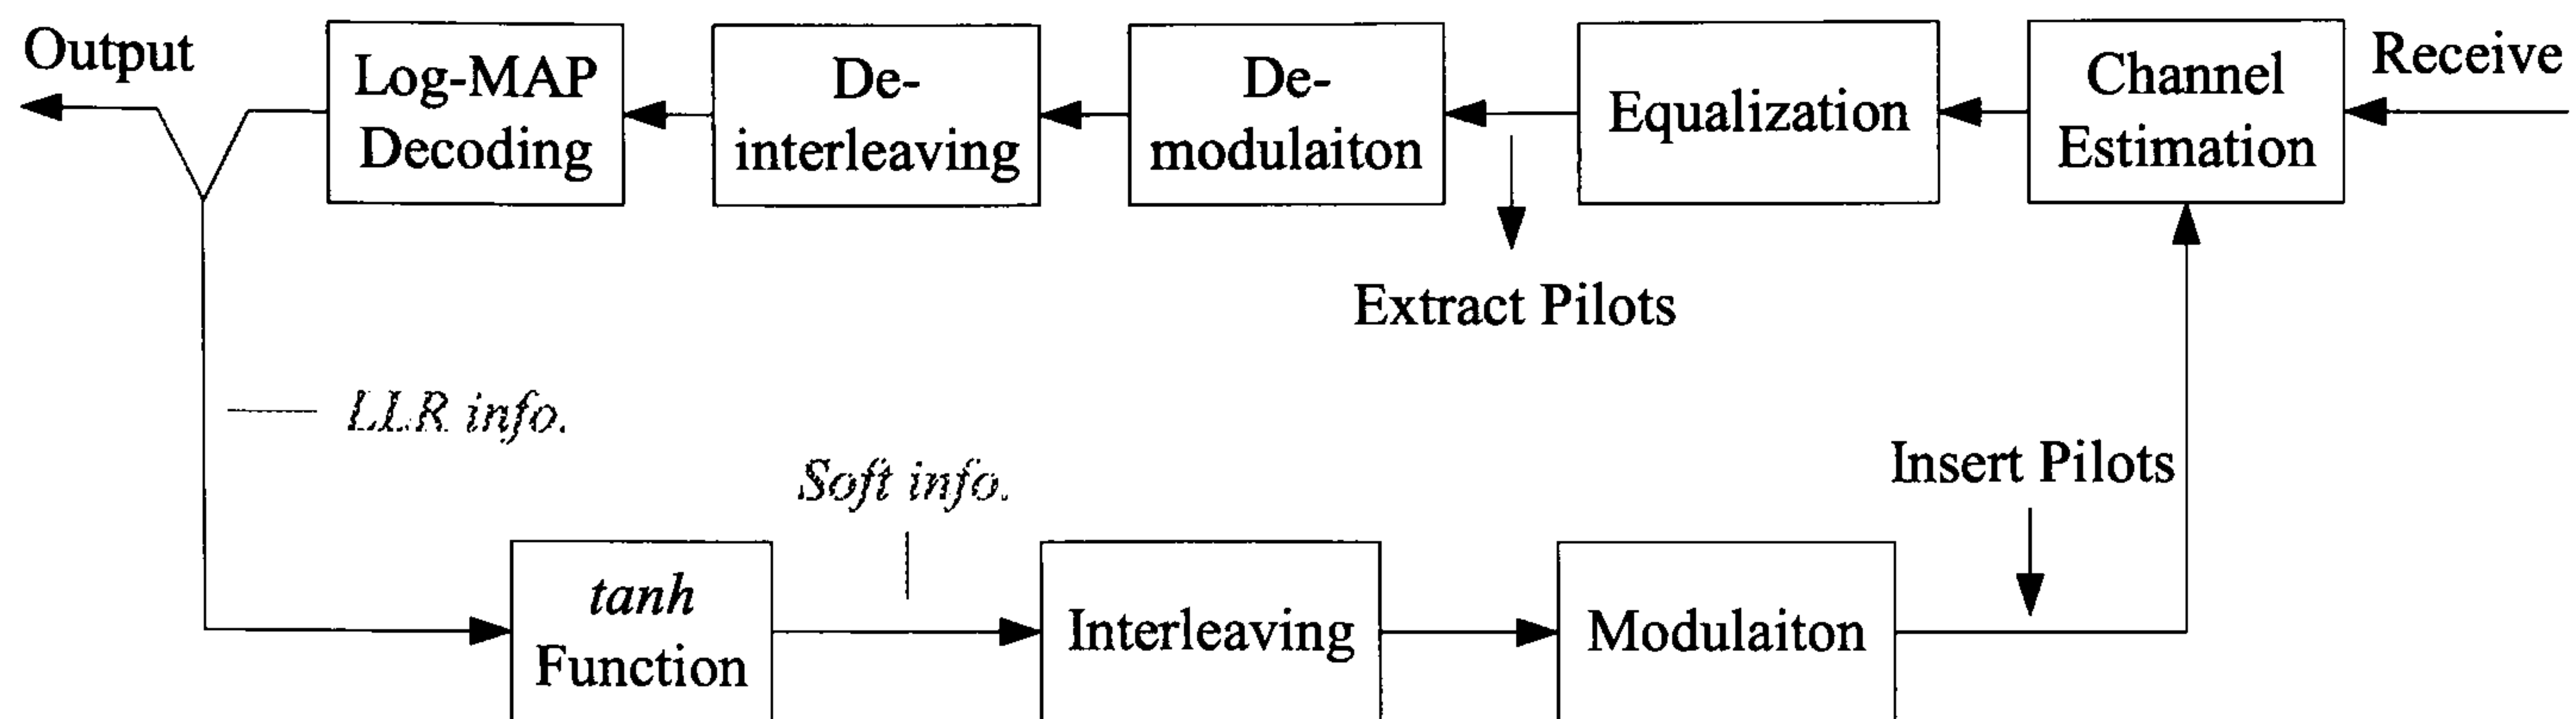 Output
Log-MAP
Decoding
De-
interleaving
De-
modulaiton
Equalization
Channel
Estimation
Receive
Extract Pilots
LLR info.
Soft info.
Insert Pilots
tanh
Function
Interleaving
Modulaiton